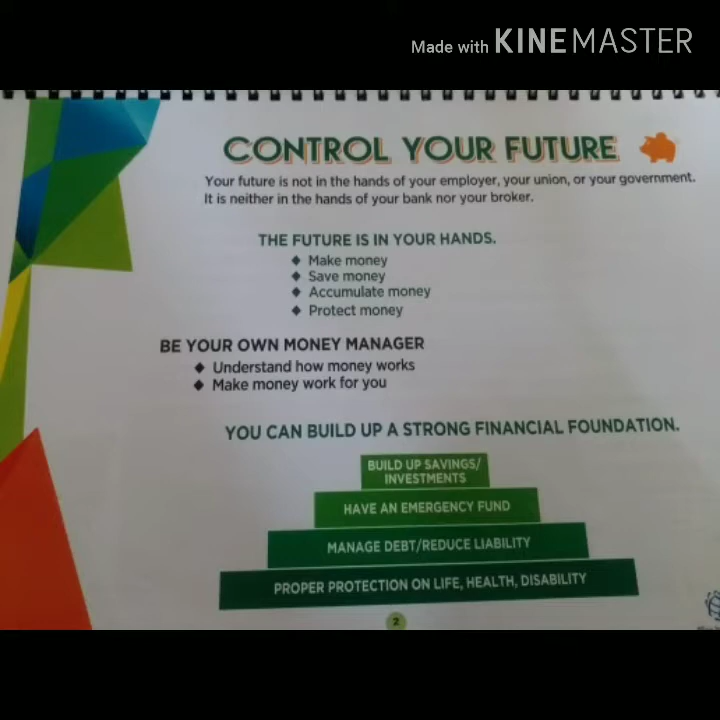 Made with KINEMASTER
CONTROL YOUR FUTURE
Your future is not in the hands of your employer, your union, or your government.
It is neither in the hands of your bank nor your broker.
THE FUTURE IS IN YOUR HANDS.
◆ Make money
◆ Save money
◆ Accumulate money
◆ Protect money
BE YOUR OWN MONEY MANAGER
◆ Understand how money works
◆ Make money work for you
YOU CAN BUILD UP A STRONG FINANCIAL FOUNDATION.
BUILD UP SAVINGS/
INVESTMENTS
HAVE AN EMERGENCY FUND
MANAGE DEBT/REDUCE LIABILITY
PROPER PROTECTION ON LIFE, HEALTH, DISABILITY
2